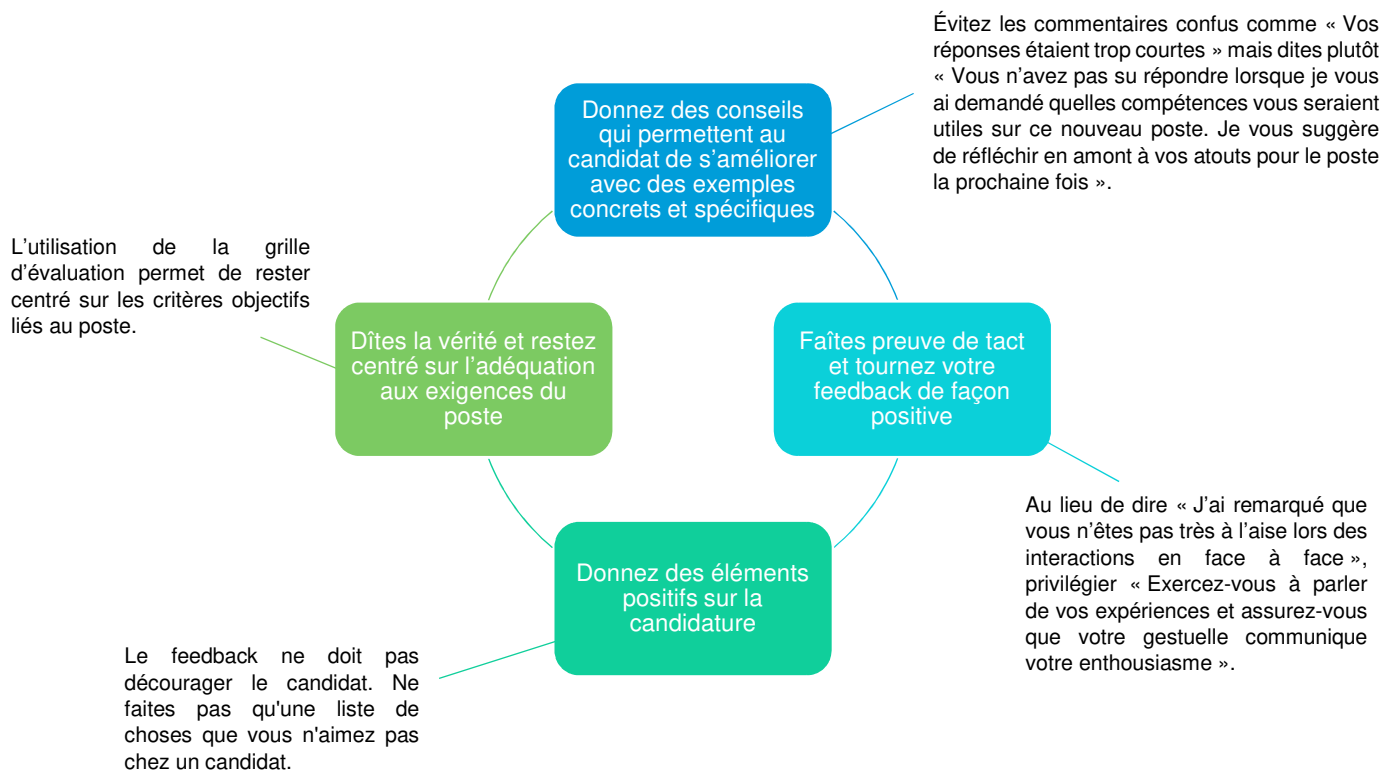 Évitez les commentaires confus comme « Vos
réponses étaient trop courtes » mais dites plutôt
« Vous n'avez pas su répondre lorsque je vous
ai demandé quelles compétences vous seraient
utiles sur ce nouveau poste. Je vous suggère
de réfléchir en amont à vos atouts pour le poste
la prochaine fois ».
Donnez des conseils
qui permettent au
candidat de s'améliorer
avec des exemples
concrets et spécifiques
L'utilisation de la grille
d'évaluation permet de rester
centré sur les critères objectifs
liés au poste.
Dîtes la vérité et restez
centré sur l'adéquation
aux exigences du
poste
Faîtes preuve de tact
et tournez votre
feedback de façon
positive
Au lieu de dire « J'ai remarqué que
vous n'êtes pas très à l'aise lors des
interactions en face à face »,
privilégier « Exercez-vous à parler
de vos expériences et assurez-vous
que votre gestuelle communique
votre enthousiasme ».
Donnez des éléments
positifs sur la
candidature
Le feedback ne doit pas
décourager le candidat. Ne
faites pas qu'une liste de
choses que vous n'aimez pas
chez un candidat.